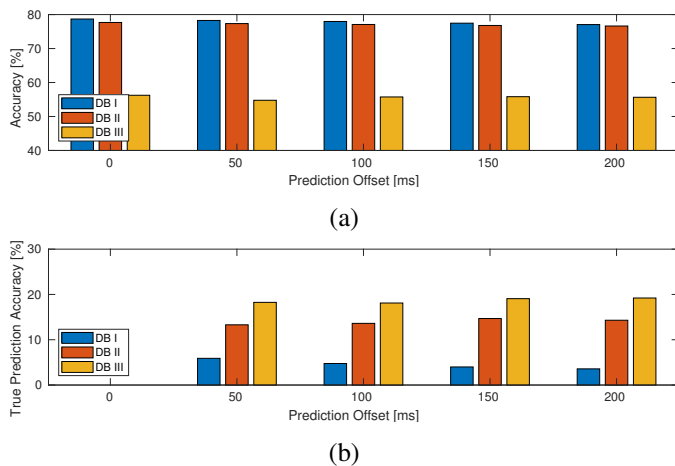 80
70
60
50
40
Accuracy [%]
DB I
DB II
DB III
0 50 100 150 200
Prediction Offset [ms]
(a)
30
20
10
0
True Prediction Accuracy [%]
DB I
DB II
DB III
0 50 100 150 200
Prediction Offset [ms]
(b)